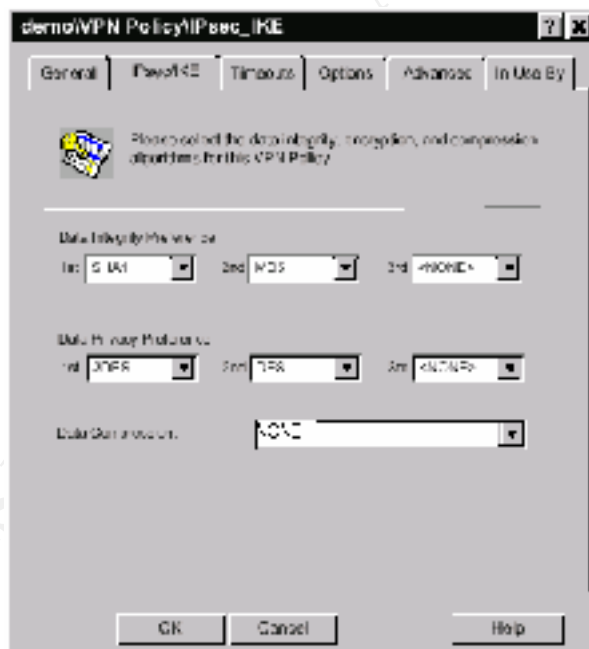 demo\VPN Policy\IPsec_IKE
General IPsec/IKE Timeouts Options Advanced In Use By
Please select the data integrity, encryption, and compression
algorithms for this VPN Policy
Data Integrity Preference
1st SHA1 2nd MD5 3rd <NONE>
Data Privacy Preference
1st 3DES 2nd DES 3rd <NONE>
Data Compression: NONE
OK Cancel Help